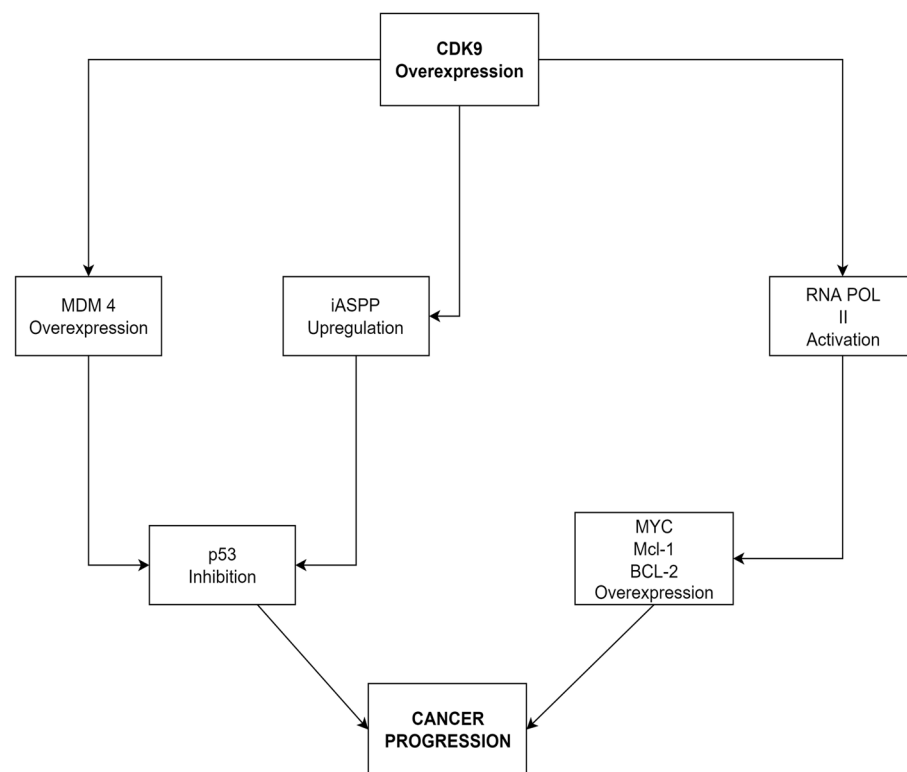 CDK9
Overexpression
MDM 4
Overexpression
iASPP
Upregulation
RNA POL
II
Activation
p53
Inhibition
MYC
Mcl-1
BCL-2
Overexpression
CANCER
PROGRESSION